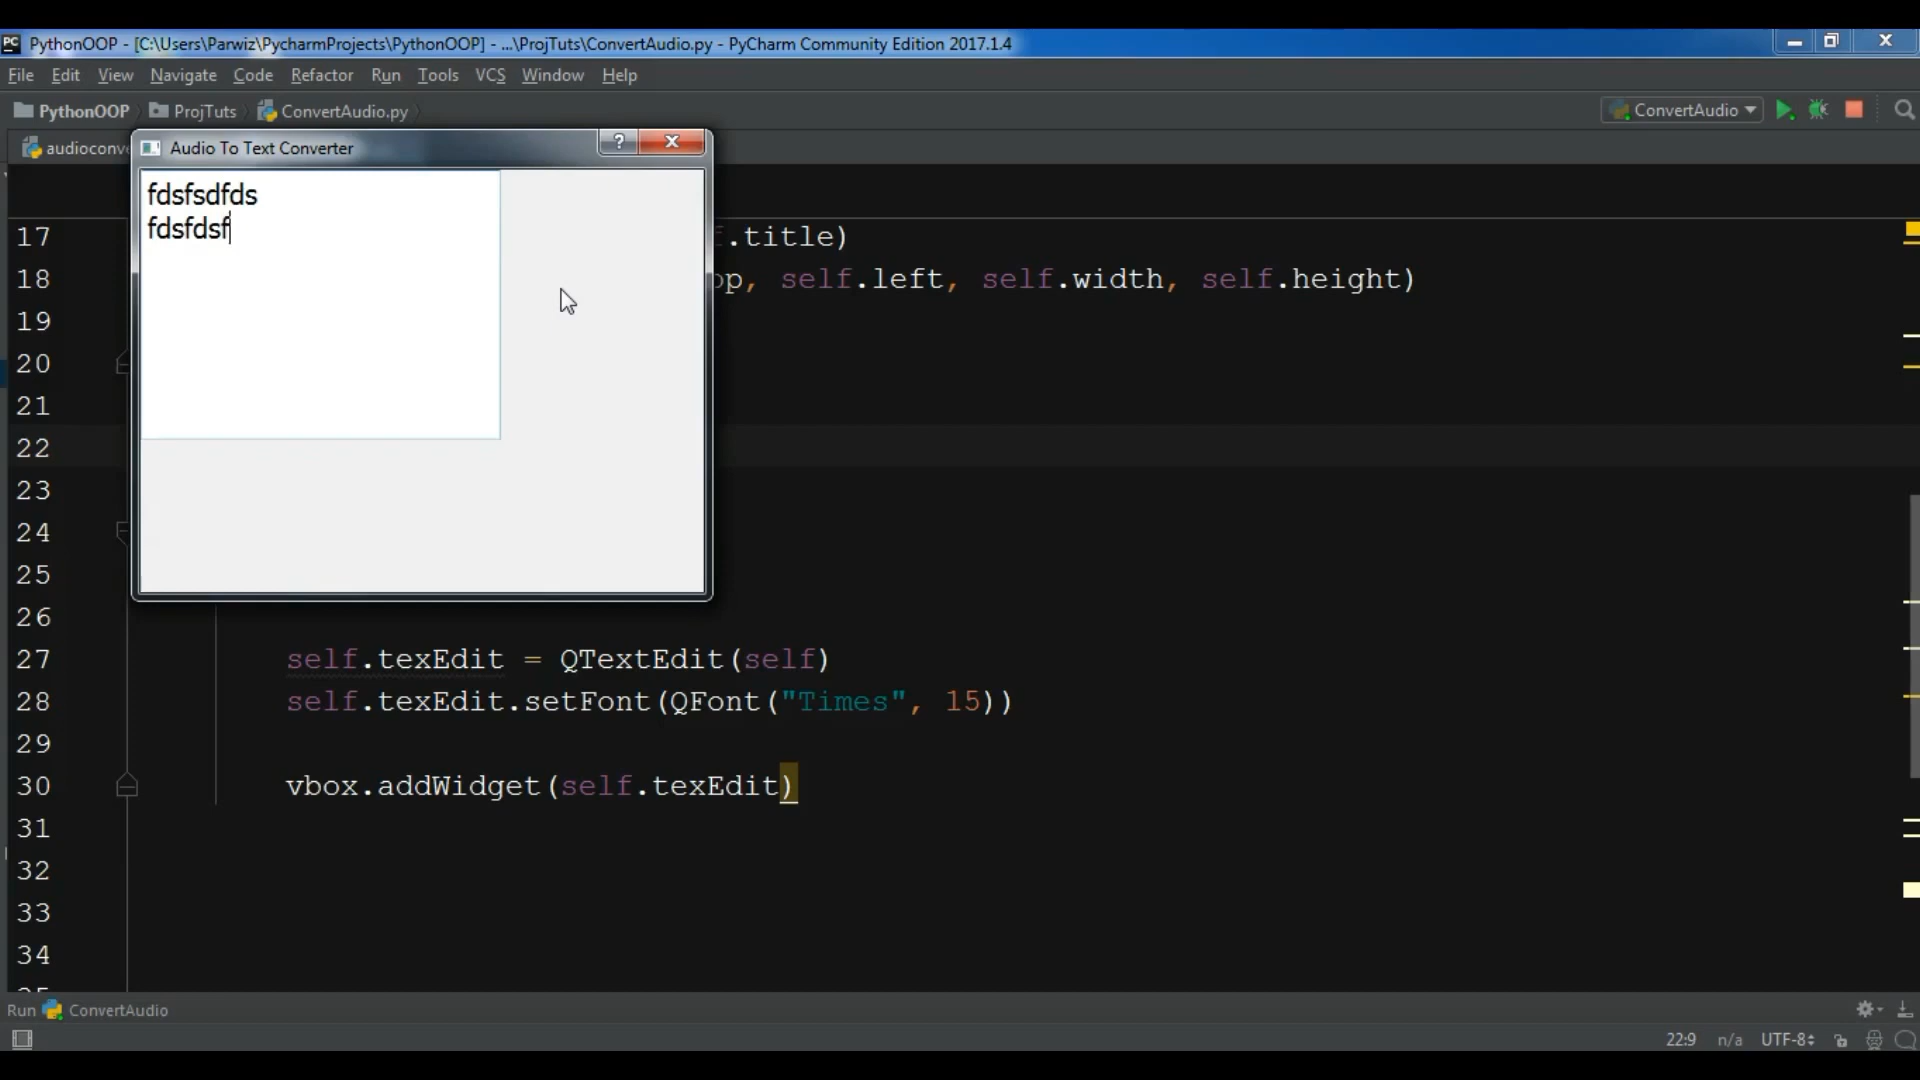 PythonOOP - [C:\Users\Parwiz\PycharmProjects\PythonOOP] - ...\ProjTuts\ConvertAudio.py - PyCharm Community Edition 2017.1.4
File Edit View Navigate Code Refactor Run Tools VCS Window Help
PythonOOP ProjTuts ConvertAudio.py ConvertAudio
audioconv
Audio To Text Converter
fdsfsdfds
fdsfdsf
17 .title)
18 op, self.left, self.width, self.height)
19
20
21
22
23
24
25
26
27 self.texEdit = QTextEdit(self)
28 self.texEdit.setFont(QFont("Times", 15))
29
30 vbox.addWidget(self.texEdit)
31
32
33
34
Run ConvertAudio
22:9 n/a UTF-8